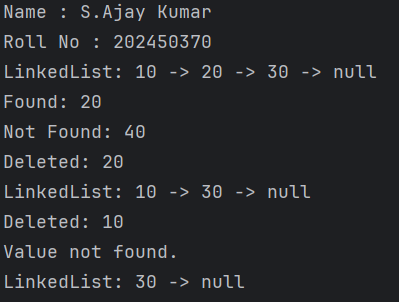 Name : S.Ajay Kumar
Roll No : 202450370
LinkedList: 10 -> 20 -> 30 -> null
Found: 20
Not Found: 40
Deleted: 20
LinkedList: 10 -> 30 -> null
Deleted: 10
Value not found.
LinkedList: 30 -> null